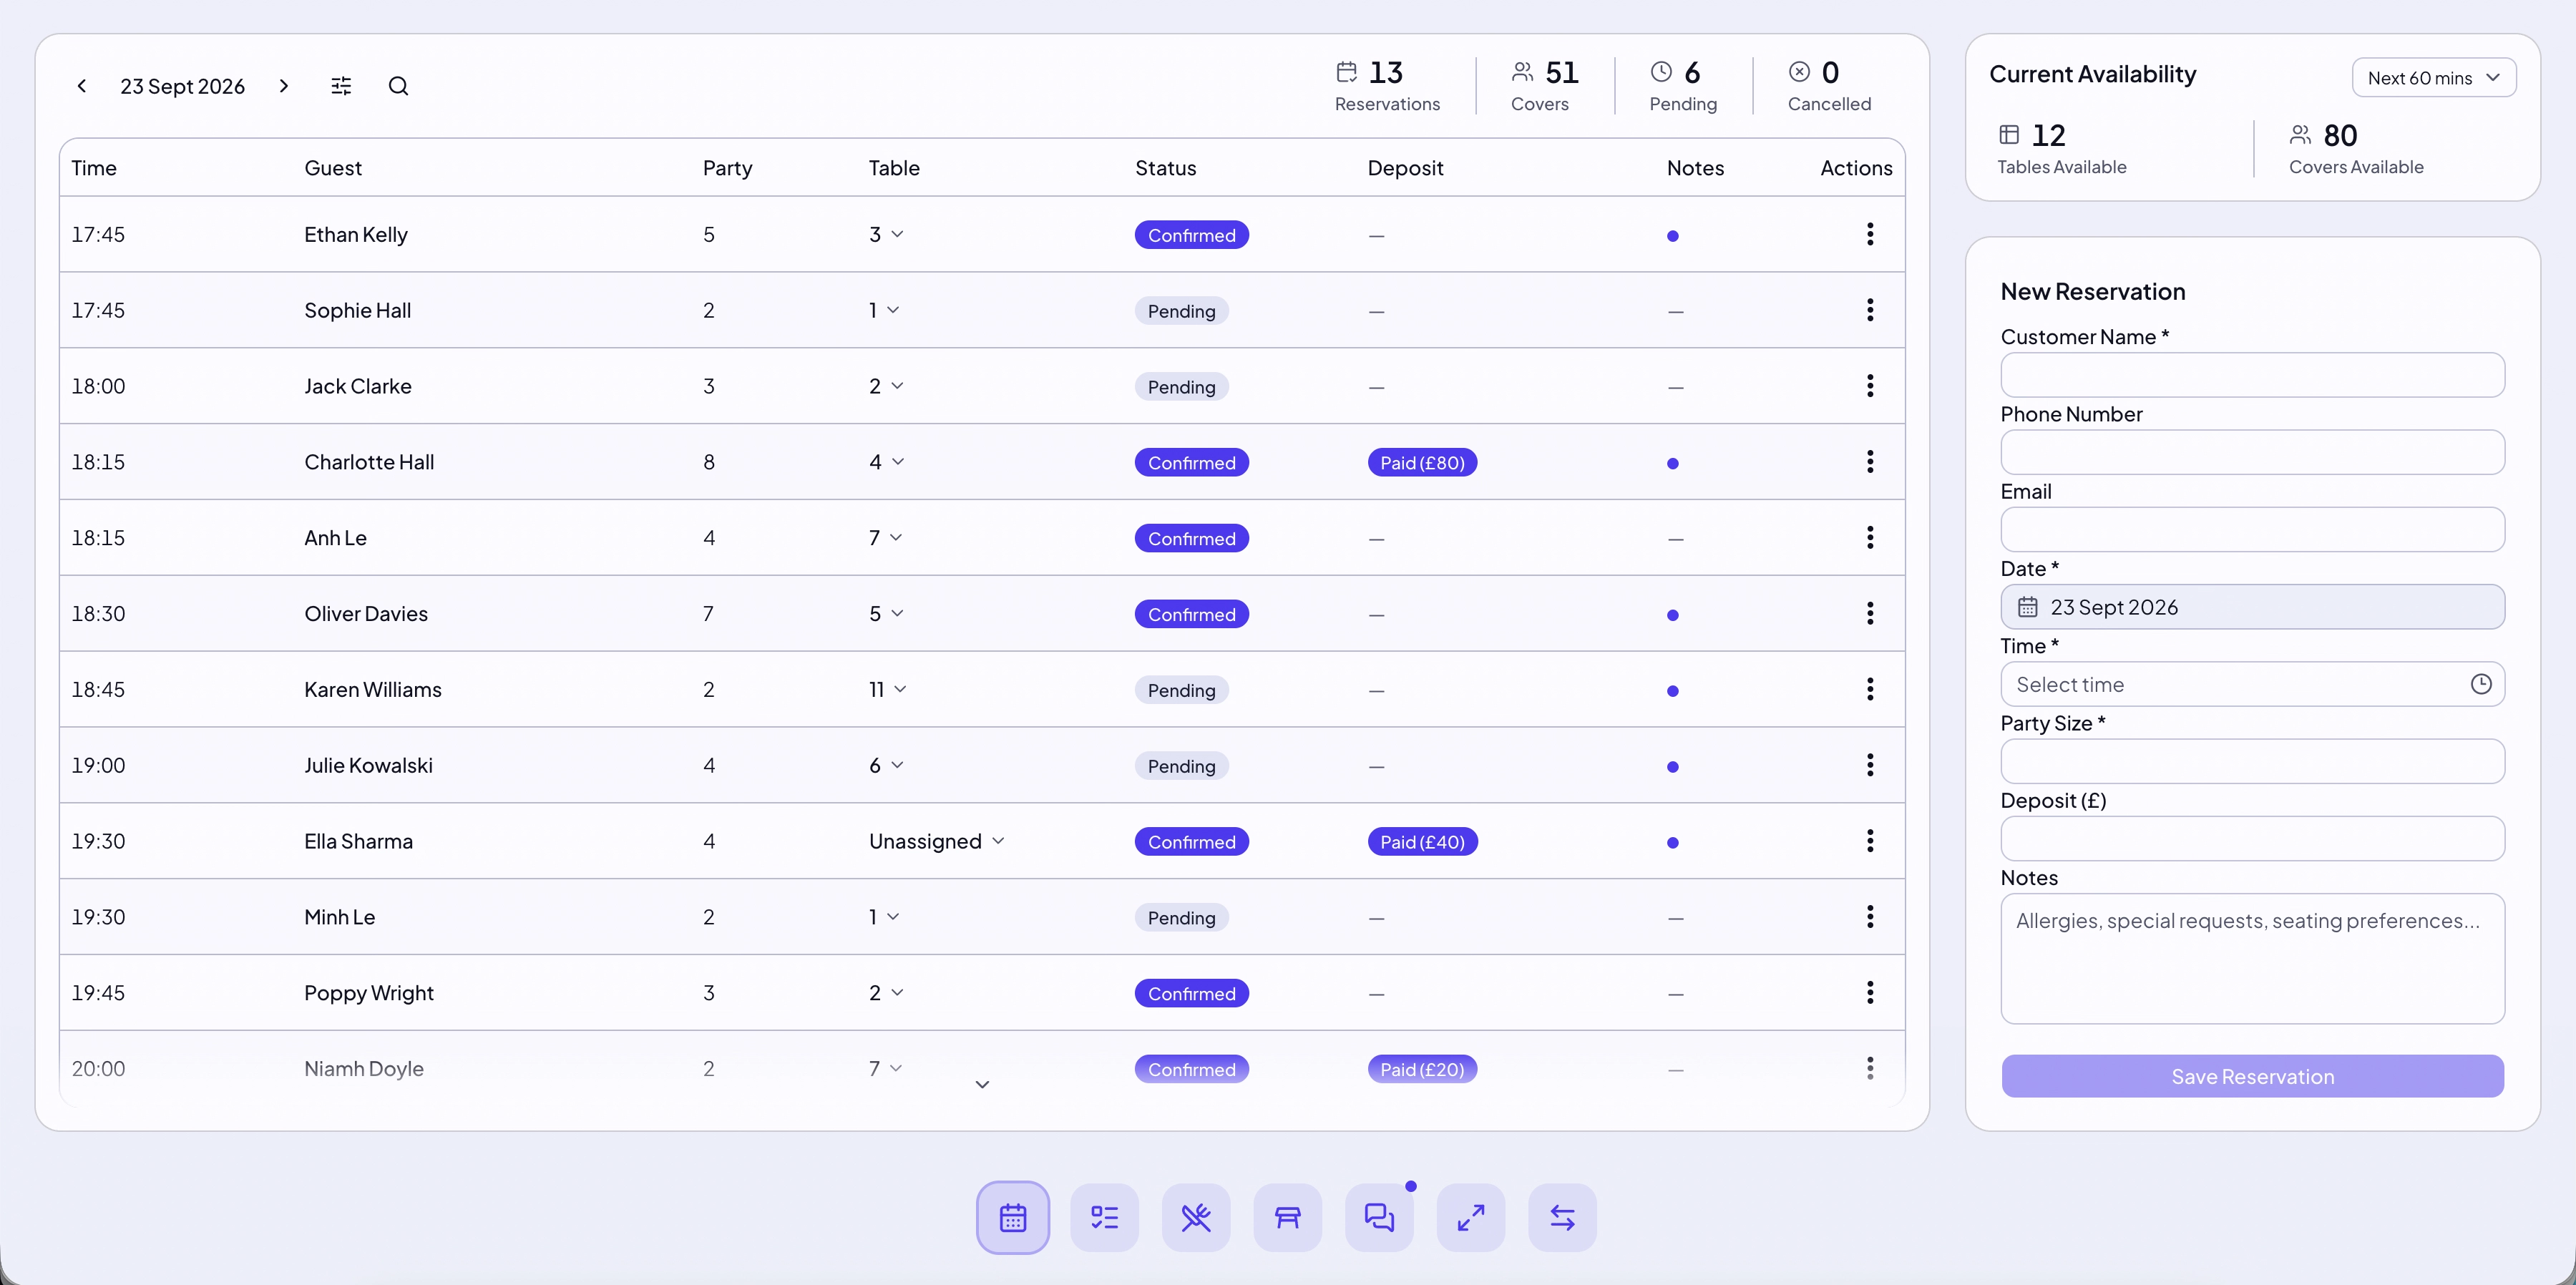 23 Sept 2026
13 Reservations
51 Covers
6 Pending
0 Cancelled
Time Guest Party Table Status Deposit Notes Actions
17:45 Ethan Kelly 5 3 Confirmed —
17:45 Sophie Hall 2 1 Pending — —
18:00 Jack Clarke 3 2 Pending — —
18:15 Charlotte Hall 8 4 Confirmed Paid (£80)
18:15 Anh Le 4 7 Confirmed — —
18:30 Oliver Davies 7 5 Confirmed —
18:45 Karen Williams 2 11 Pending —
19:00 Julie Kowalski 4 6 Pending —
19:30 Ella Sharma 4 Unassigned Confirmed Paid (£40)
19:30 Minh Le 2 1 Pending — —
19:45 Poppy Wright 3 2 Confirmed — —
20:00 Niamh Doyle 2 7 Confirmed Paid (£20) —
Current Availability
Next 60 mins
12 Tables Available
80 Covers Available
New Reservation
Customer Name *
Phone Number
Email
Date *
23 Sept 2026
Time *
Select time
Party Size *
Deposit (£)
Notes
Allergies, special requests, seating preferences...
Save Reservation